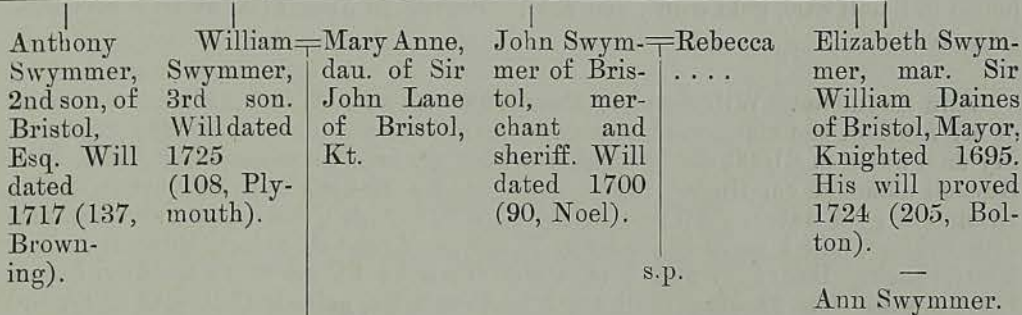 Anthony
Swymmer,
2nd son, of
Bristol,
Esq. Will
dated
1717 (137,
Brown-
ing).
William
Swymmer,
3rd son.
Will dated
1725
(108, Ply-
mouth).
Mary Anne,
dau. of Sir
John Lane
of Bristol,
Kt.
John Swym-
mer of Bris-
tol, mer-
chant and
sheriff. Will
dated 1700
(90, Noel).
Rebecca
. . . .
s.p.
Elizabeth Swym-
mer, mar. Sir
William Daines
of Bristol, Mayor,
Knighted 1695.
His will proved
1724 (205, Bol-
ton).
—
Ann Swymmer.